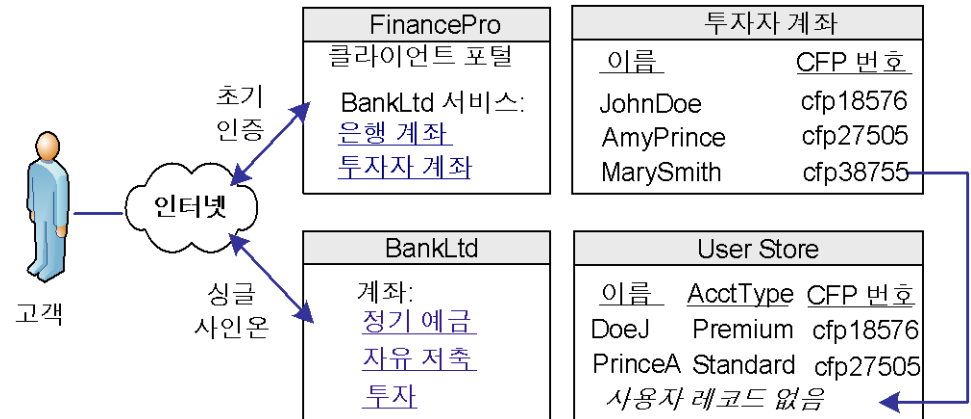 FinancePro
클라이언트 포털
BankLtd 서비스:
은행 계좌
투자자 계좌
투자자 계좌
이름 CFP 번호
JohnDoe cfp18576
AmyPrince cfp27505
MarySmith cfp38755
초기
인증
인터넷
고객
싱글
사인온
BankLtd
계좌:
정기 예금
자유 저축
투자
User Store
이름 AcctType CFP 번호
DoeJ Premium cfp18576
PrinceA Standard cfp27505
사용자 레코드 없음